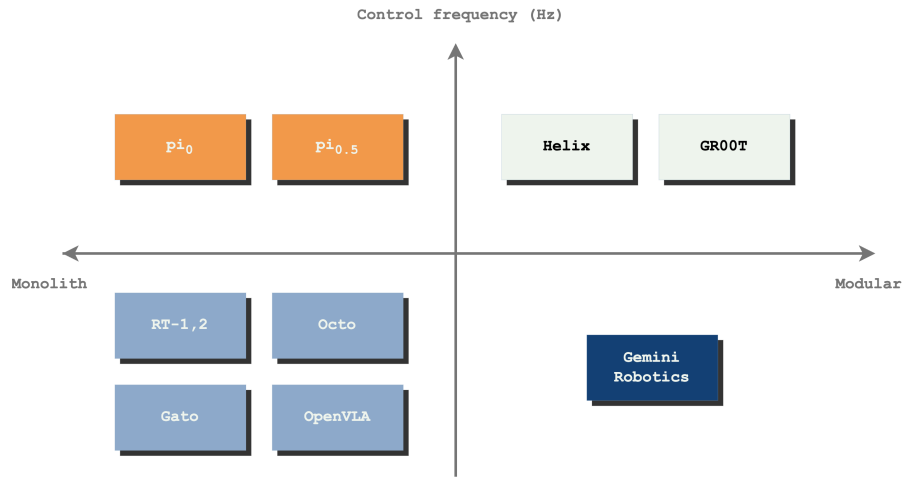 Control frequency (Hz)
pi₀
pi₀.₅
Helix
GR00T
Monolith
Modular
RT-1,2
Octo
Gemini
Robotics
Gato
OpenVLA